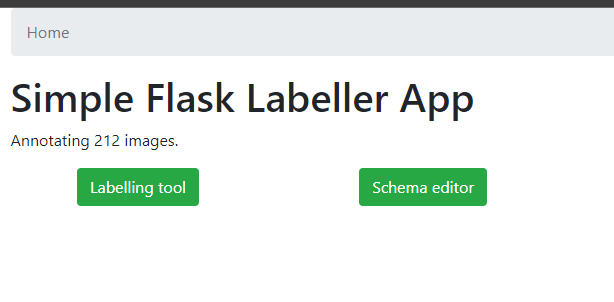 Home
Simple Flask Labeller App
Annotating 212 images.
Labelling tool Schema editor